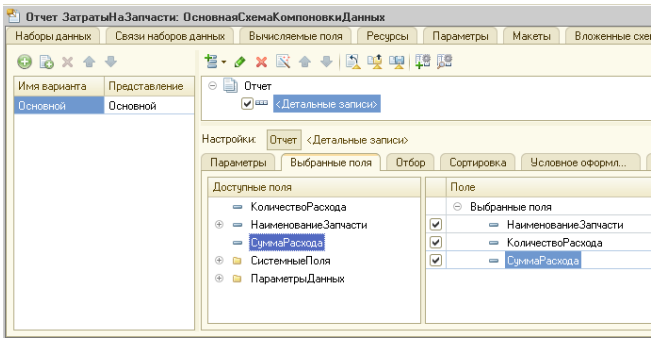 Отчет ЗатратыНаЗапчасти: ОсновнаяСхемаКомпоновкиДанных
Наборы данных Связи наборов данных Вычисляемые поля Ресурсы Параметры Макеты Вложенные схе
Имя варианта Представление
Основной Основной
Отчет
<Детальные записи>
Настройки: Отчет <Детальные записи>
Параметры Выбранные поля Отбор Сортировка Условное оформл...
Доступные поля
КоличествоРасхода
НаименованиеЗапчасти
СуммаРасхода
СистемныеПоля
ПараметрыДанных
Поле
Выбранные поля
НаименованиеЗапчасти
КоличествоРасхода
СуммаРасхода